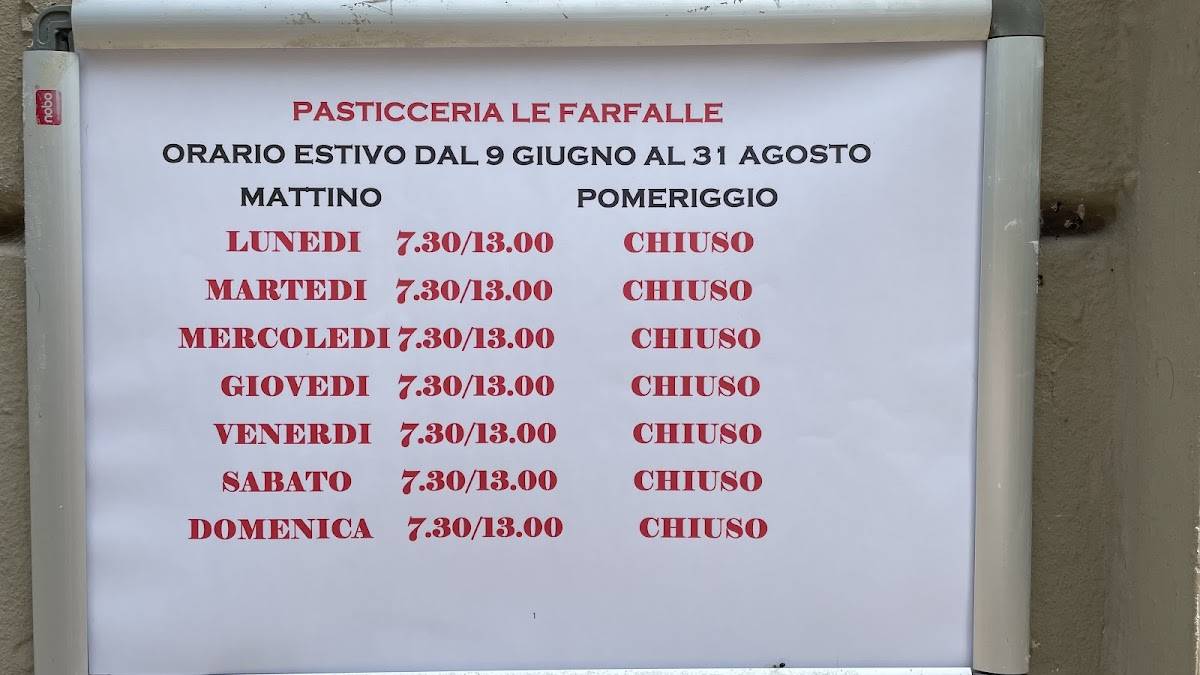 nobo
PASTICCERIA LE FARFALLE
ORARIO ESTIVO DAL 9 GIUGNO AL 31 AGOSTO
MATTINO POMERIGGIO
LUNEDI 7.30/13.00 CHIUSO
MARTEDI 7.30/13.00 CHIUSO
MERCOLEDI 7.30/13.00 CHIUSO
GIOVEDI 7.30/13.00 CHIUSO
VENERDI 7.30/13.00 CHIUSO
SABATO 7.30/13.00 CHIUSO
DOMENICA 7.30/13.00 CHIUSO
1